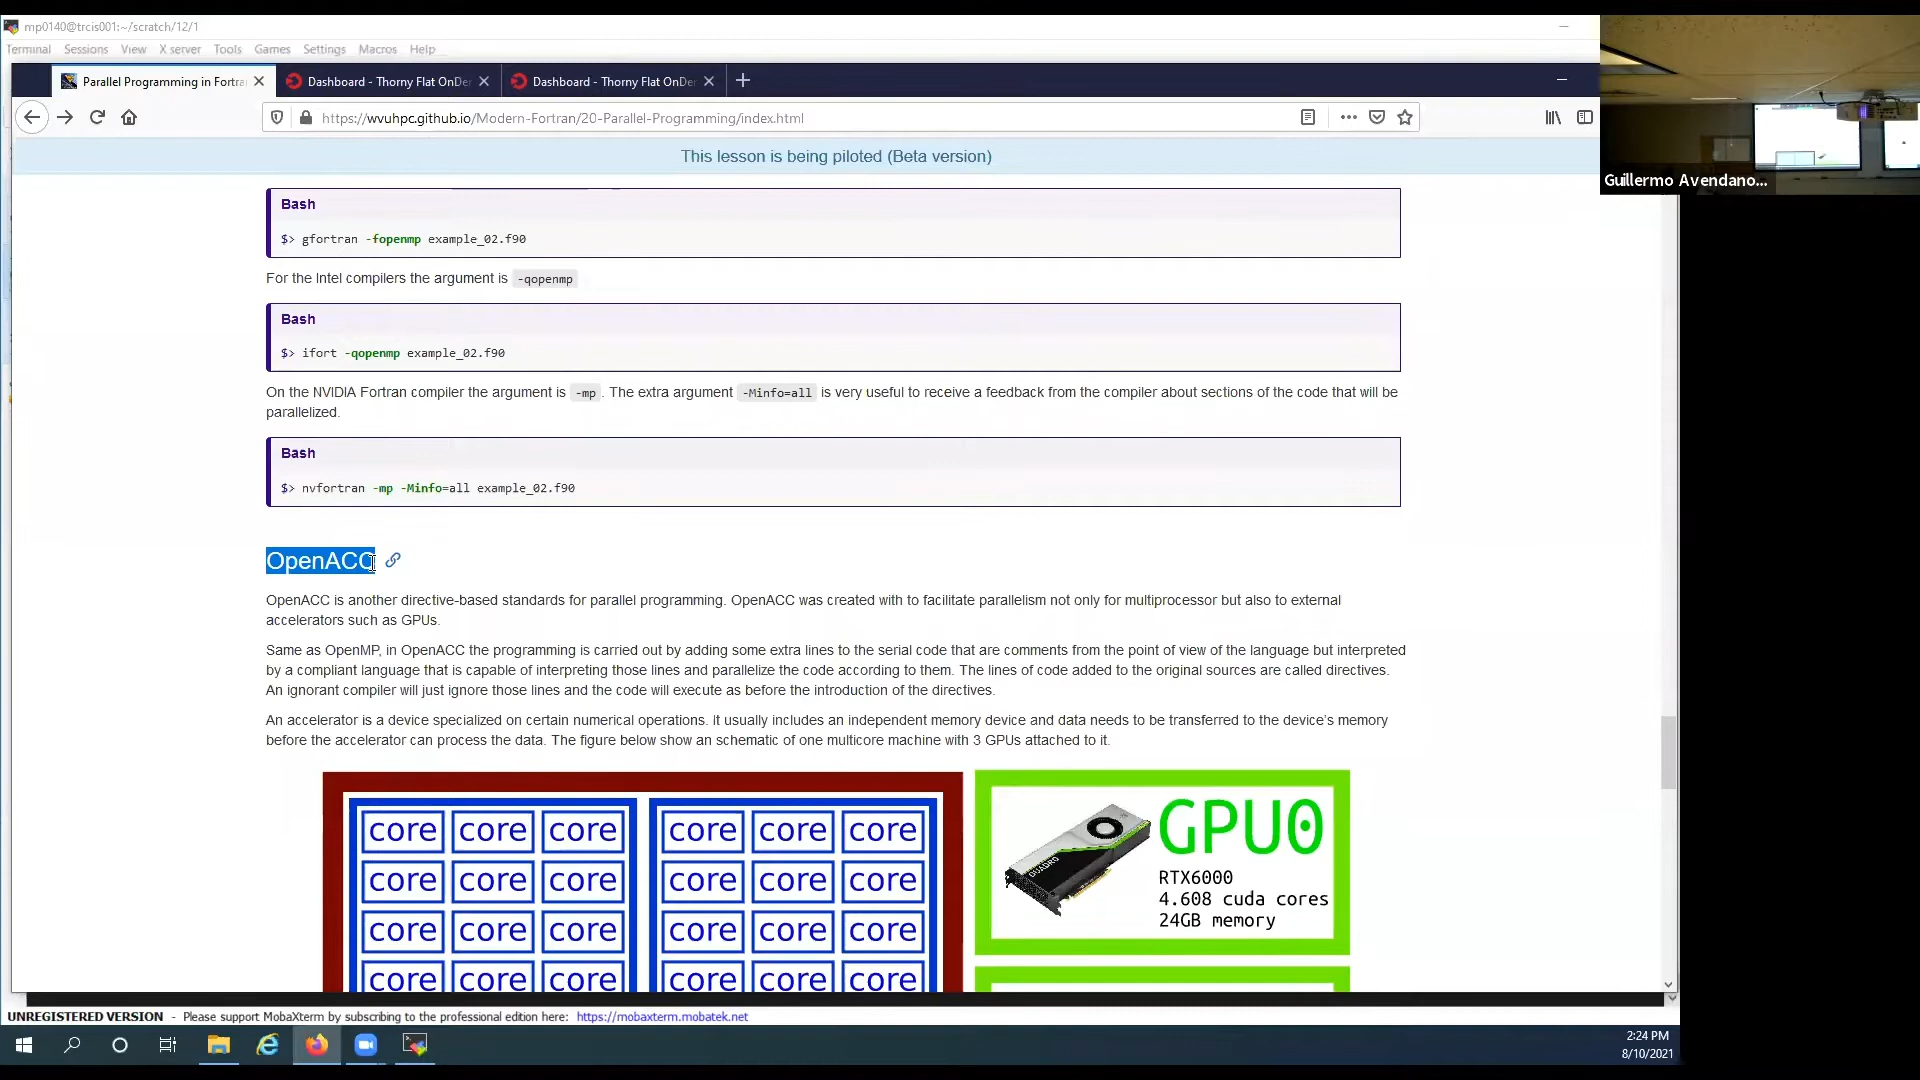 mp0140@trcis001:~/scratch/12/1
Terminal Sessions View X server Tools Games Settings Macros Help
Parallel Programming in Fortra
Dashboard - Thorny Flat OnDer
Dashboard - Thorny Flat OnDer
https://wvuhpc.github.io/Modern-Fortran/20-Parallel-Programming/index.html
Guillermo Avendano...
This lesson is being piloted (Beta version)
Bash
$> gfortran -fopenmp example_02.f90
For the Intel compilers the argument is -qopenmp
Bash
$> ifort -qopenmp example_02.f90
On the NVIDIA Fortran compiler the argument is -mp. The extra argument -Minfo=all is very useful to receive a feedback from the compiler about sections of the code that will be
parallelized.
Bash
$> nvfortran -mp -Minfo=all example_02.f90
OpenACC
OpenACC is another directive-based standards for parallel programming. OpenACC was created with to facilitate parallelism not only for multiprocessor but also to external
accelerators such as GPUs.
Same as OpenMP, in OpenACC the programming is carried out by adding some extra lines to the serial code that are comments from the point of view of the language but interpreted
by a compliant language that is capable of interpreting those lines and parallelize the code according to them. The lines of code added to the original sources are called directives.
An ignorant compiler will just ignore those lines and the code will execute as before the introduction of the directives.
An accelerator is a device specialized on certain numerical operations. It usually includes an independent memory device and data needs to be transferred to the device's memory
before the accelerator can process the data. The figure below show an schematic of one multicore machine with 3 GPUs attached to it.
core core core core core core
core core core core core core
core core core core core core
core core core core core core
QUADRO
GPU0
RTX6000
4.608 cuda cores
24GB memory
UNREGISTERED VERSION - Please support MobaXterm by subscribing to the professional edition here: https://mobaxterm.mobatek.net
2:24 PM
8/10/2021